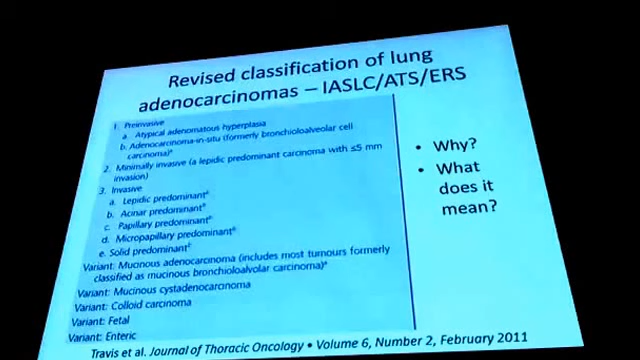 Revised classification of lung
adenocarcinomas – IASLC/ATS/ERS
1. Preinvasive
a. Atypical adenomatous hyperplasia
b. Adenocarcinoma-in-situ (formerly bronchioloalveolar cell
carcinoma)
2. Minimally invasive (a lepidic predominant carcinoma with ≤5 mm
invasion)
3. Invasive
a. Lepidic predominant
b. Acinar predominant
c. Papillary predominant
d. Micropapillary predominant
e. Solid predominant
Variant: Mucinous adenocarcinoma (includes most tumours formerly
classified as mucinous bronchioloalvolar carcinoma)
Variant: Mucinous cystadenocarcinoma
Variant: Colloid carcinoma
Variant: Fetal
Variant: Enteric
• Why?
• What
does it
mean?
Travis et al. Journal of Thoracic Oncology • Volume 6, Number 2, February 2011